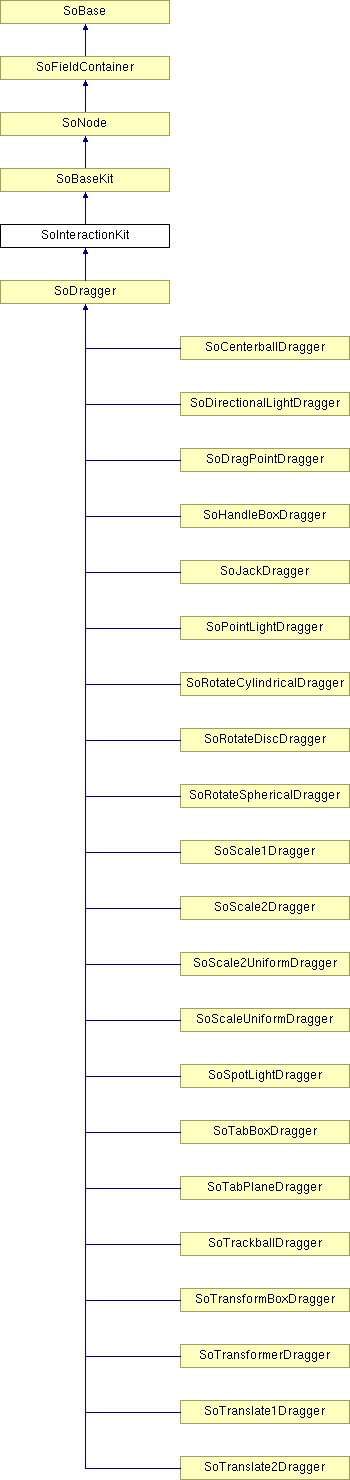 SoBase
SoFieldContainer
SoNode
SoBaseKit
SoInteractionKit
SoDragger
SoCenterballDragger
SoDirectionalLightDragger
SoDragPointDragger
SoHandleBoxDragger
SoJackDragger
SoPointLightDragger
SoRotateCylindricalDragger
SoRotateDiscDragger
SoRotateSphericalDragger
SoScale1Dragger
SoScale2Dragger
SoScale2UniformDragger
SoScaleUniformDragger
SoSpotLightDragger
SoTabBoxDragger
SoTabPlaneDragger
SoTrackballDragger
SoTransformBoxDragger
SoTransformerDragger
SoTranslate1Dragger
SoTranslate2Dragger